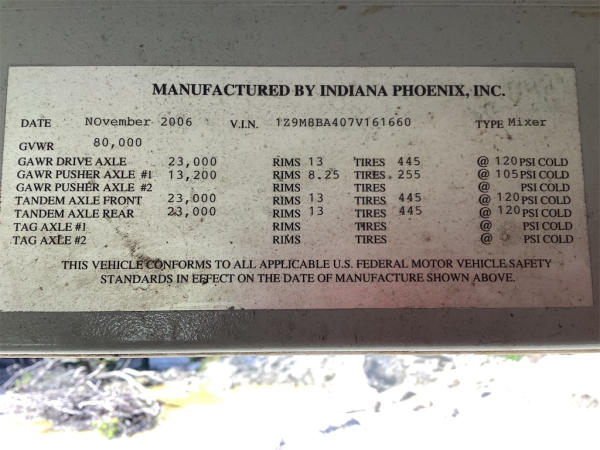 MANUFACTURED BY INDIANA PHOENIX, INC.
DATE November 2006 V.I.N. 1Z9M8BA407V161660 TYPE Mixer
GVWR 80,000
GAWR DRIVE AXLE 23,000 RIMS 13 TIRES 445 @ 120 PSI COLD
GAWR PUSHER AXLE #1 13,200 RIMS 8.25 TIRES 255 @ 105 PSI COLD
GAWR PUSHER AXLE #2 RIMS TIRES @ PSI COLD
TANDEM AXLE FRONT 23,000 RIMS 13 TIRES 445 @ 120 PSI COLD
TANDEM AXLE REAR 23,000 RIMS 13 TIRES 445 @ 120 PSI COLD
TAG AXLE #1 RIMS TIRES @ PSI COLD
TAG AXLE #2 RIMS TIRES @ PSI COLD
THIS VEHICLE CONFORMS TO ALL APPLICABLE U.S. FEDERAL MOTOR VEHICLE SAFETY
STANDARDS IN EFFECT ON THE DATE OF MANUFACTURE SHOWN ABOVE.